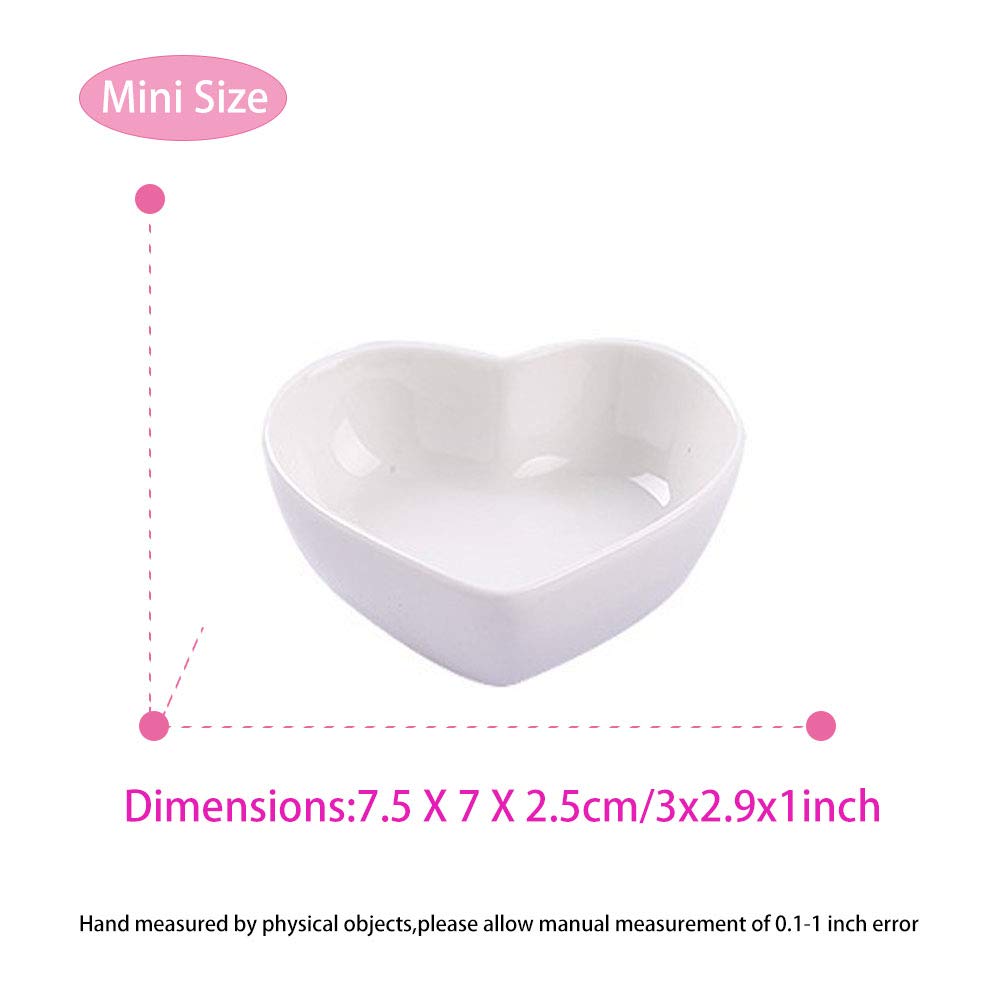 Mini Size
Dimensions:7.5 X 7 X 2.5cm/3x2.9x1inch
Hand measured by physical objects,please allow manual measurement of 0.1-1 inch error